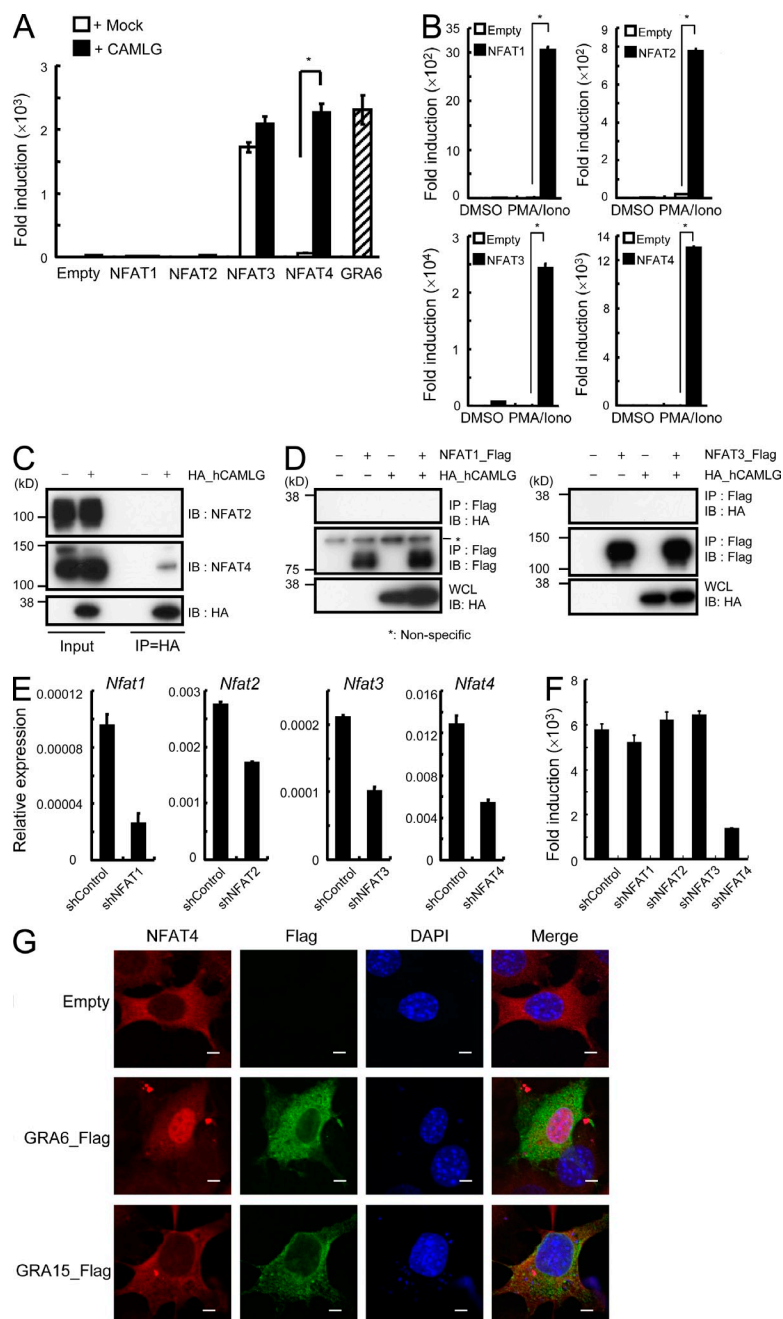 A
+ Mock
+ CAMLG
*
Fold induction (×10³)
3
2
1
0
Empty NFAT1 NFAT2 NFAT3 NFAT4 GRA6
B
Empty
NFAT1
*
Fold induction (×10²)
35
30
20
10
0
DMSO PMA/Iono
Empty
NFAT2
*
Fold induction (×10²)
8
6
4
2
0
DMSO PMA/Iono
Empty
NFAT3
*
Fold induction (×10⁴)
3
2
1
0
DMSO PMA/Iono
Empty
NFAT4
*
Fold induction (×10³)
13
12
9
6
3
0
DMSO PMA/Iono
C
– + – + HA_hCAMLG
(kD)
100
IB : NFAT2
150
100
IB : NFAT4
38
IB : HA
Input IP=HA
D
– + – + NFAT1_Flag
– – + + HA_hCAMLG
(kD)
38
IP : Flag
IB : HA
*
75
IP : Flag
IB : Flag
38
WCL
IB: HA
*: Non-specific
– + – + NFAT3_Flag
– – + + HA_hCAMLG
(kD)
38
IP : Flag
IB : HA
150
100
IP : Flag
IB : Flag
38
WCL
IB: HA
E
Relative expression
Nfat1
0.00012
0.00008
0.00004
0
shControl shNFAT1
Nfat2
0.003
0.002
0.001
0
shControl shNFAT2
Nfat3
0.0002
0.0001
0
shControl shNFAT3
Nfat4
0.016
0.012
0.008
0.004
0
shControl shNFAT4
F
Fold induction (×10³)
8
6
4
2
0
shControl shNFAT1 shNFAT2 shNFAT3 shNFAT4
G
NFAT4 Flag DAPI Merge
Empty
GRA6_Flag
GRA15_Flag